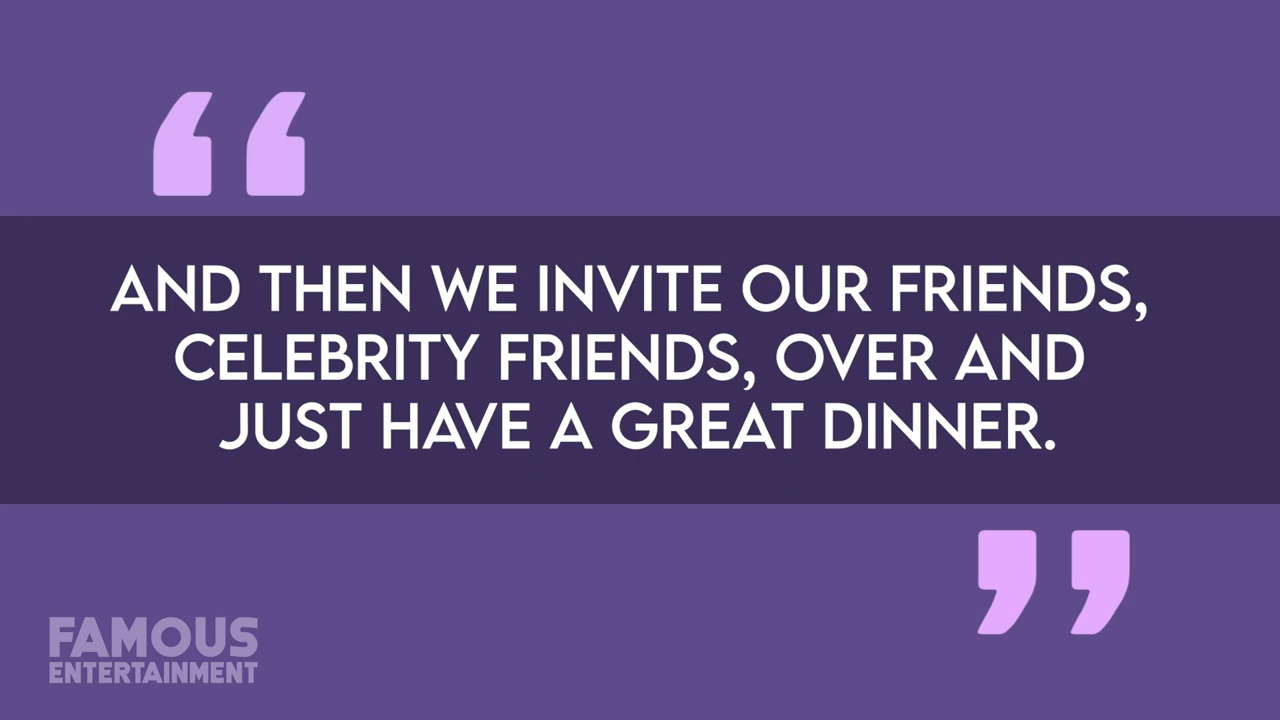 “
AND THEN WE INVITE OUR FRIENDS,
CELEBRITY FRIENDS, OVER AND
JUST HAVE A GREAT DINNER.
”
FAMOUS
ENTERTAINMENT